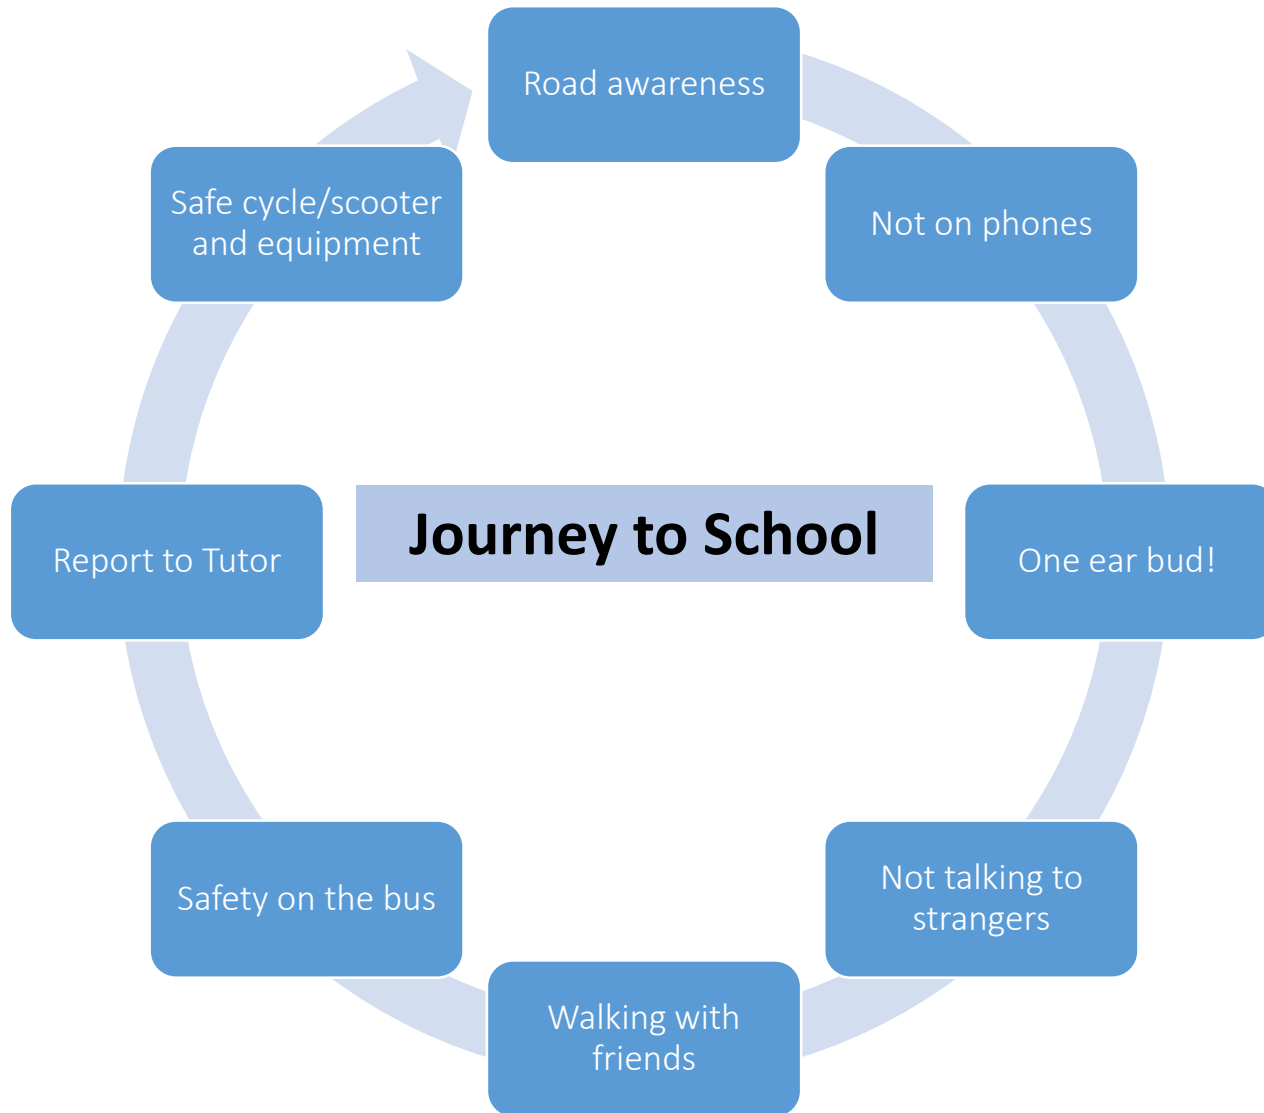 Road awareness
Not on phones
One ear bud!
Not talking to
strangers
Walking with
friends
Safety on the bus
Report to Tutor
Safe cycle/scooter
and equipment
Journey to School